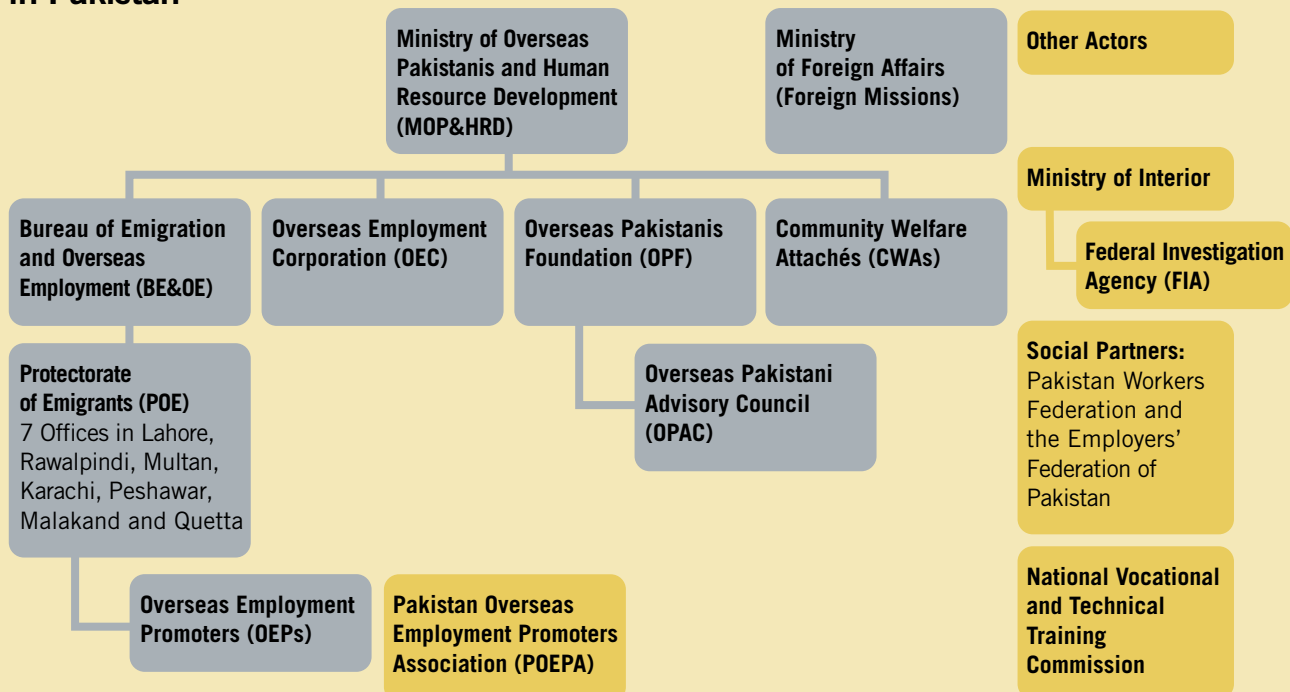 in Pakistan
Ministry of Overseas
Pakistanis and Human
Resource Development
(MOP&HRD)
Ministry
of Foreign Affairs
(Foreign Missions)
Other Actors
Ministry of Interior
Federal Investigation
Agency (FIA)
Bureau of Emigration
and Overseas
Employment (BE&OE)
Overseas Employment
Corporation (OEC)
Overseas Pakistanis
Foundation (OPF)
Community Welfare
Attachés (CWAs)
Protectorate
of Emigrants (POE)
7 Offices in Lahore,
Rawalpindi, Multan,
Karachi, Peshawar,
Malakand and Quetta
Overseas Pakistani
Advisory Council
(OPAC)
Social Partners:
Pakistan Workers
Federation and
the Employers’
Federation of
Pakistan
Overseas Employment
Promoters (OEPs)
Pakistan Overseas
Employment Promoters
Association (POEPA)
National Vocational
and Technical
Training
Commission